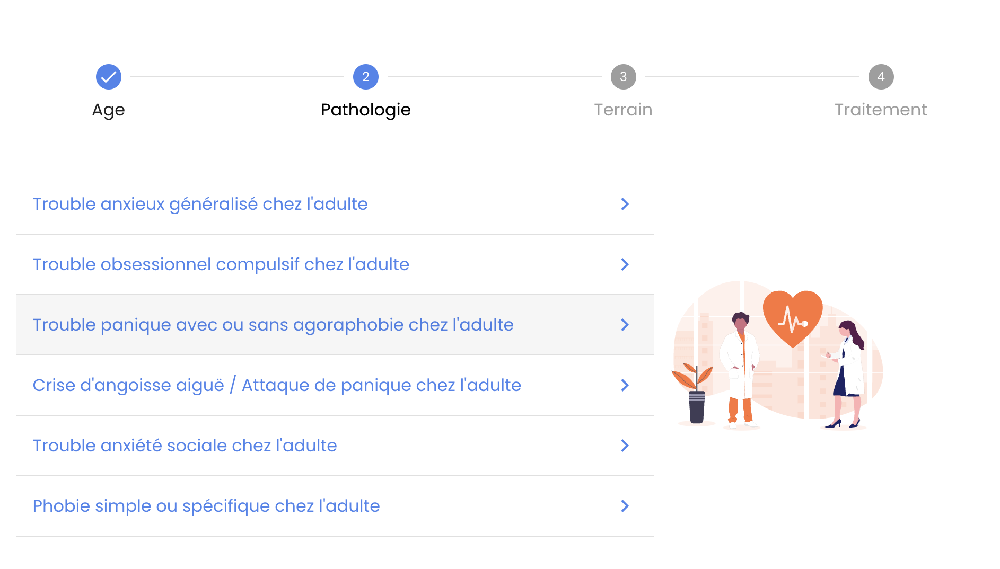 2
3
4
Age
Pathologie
Terrain
Traitement
Trouble anxieux généralisé chez l'adulte
Trouble obsessionnel compulsif chez l'adulte
Trouble panique avec ou sans agoraphobie chez l'adulte
Crise d'angoisse aiguë / Attaque de panique chez l'adulte
Trouble anxiété sociale chez l'adulte
Phobie simple ou spécifique chez l'adulte